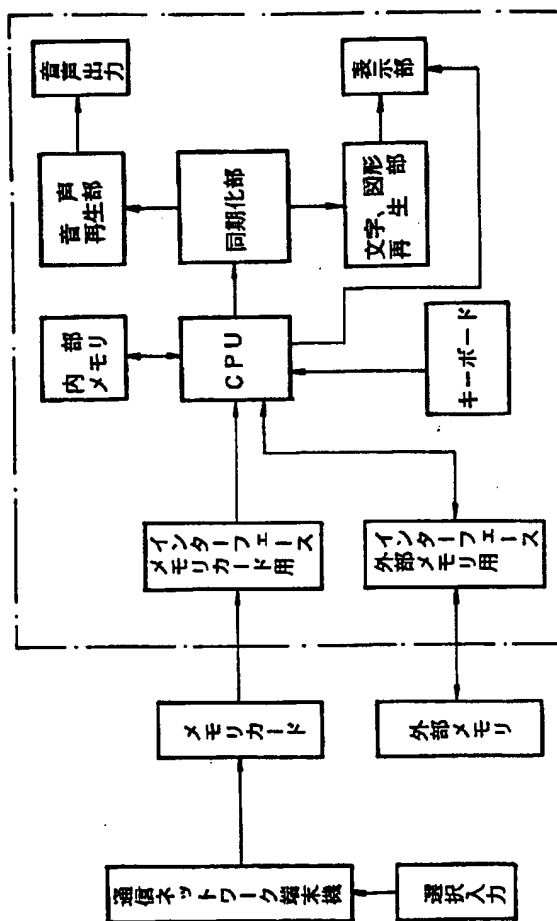 選択入力
通信ネットワーク端末機
メモリカード
外部メモリ
インターフェース
メモリカード用
インターフェース
外部メモリ用
内部
メモリ
CPU
キーボード
音声
再生部
同期化部
文字、図形
再生部
音声出力
表示部